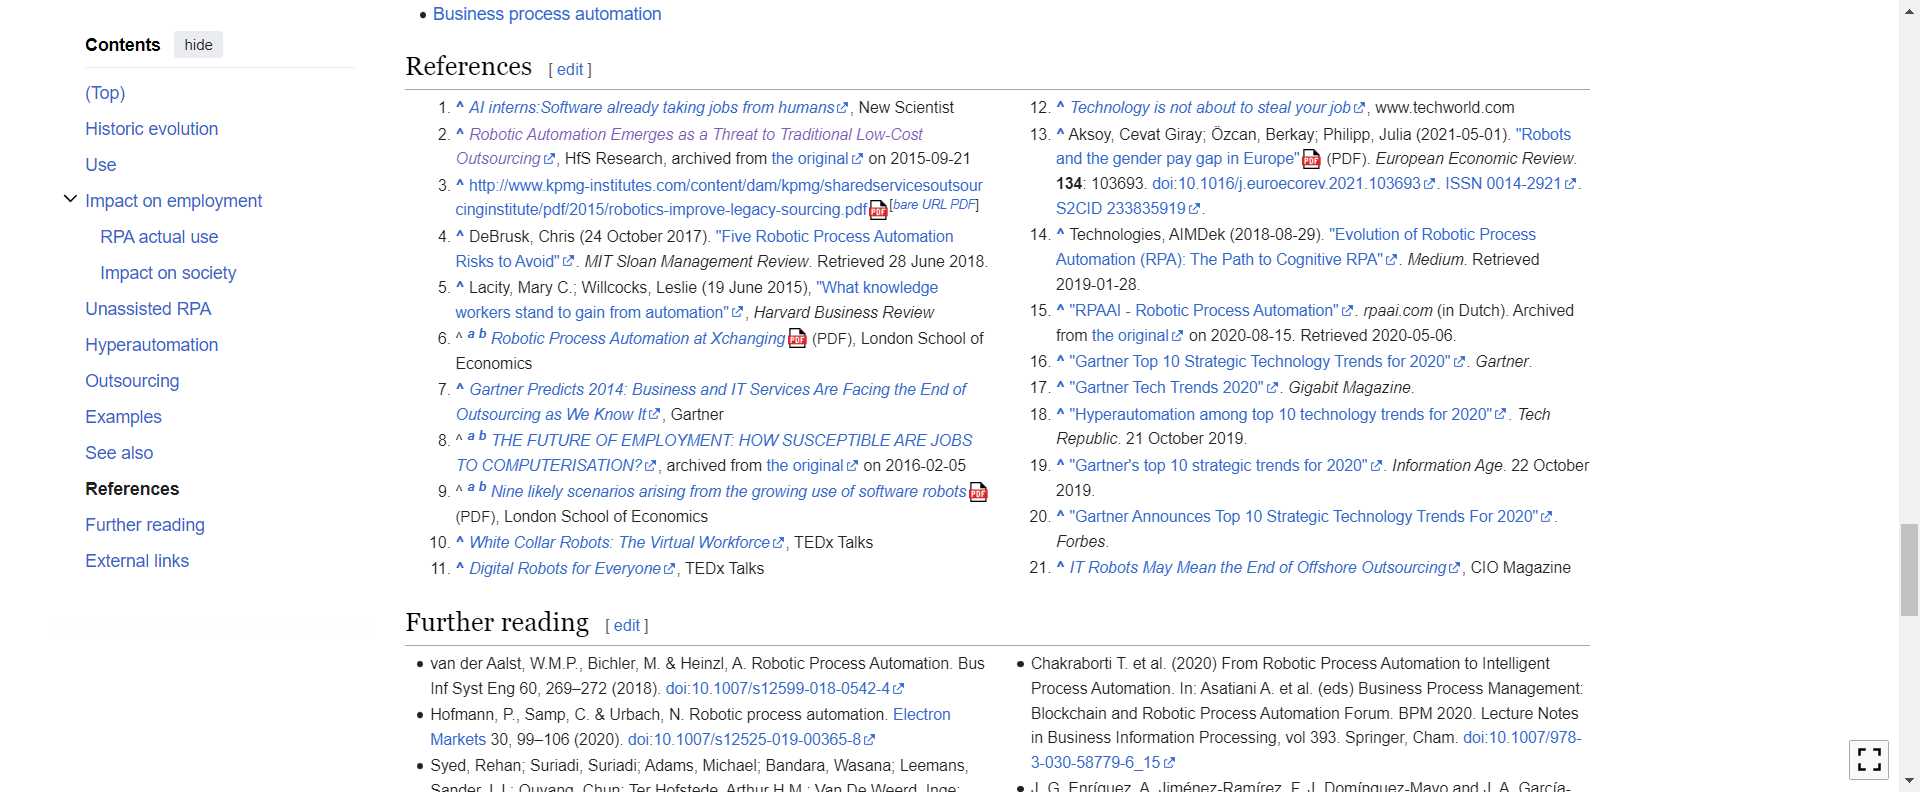 Business process automation
Contents hide
(Top)
Historic evolution
Use
Impact on employment
RPA actual use
Impact on society
Unassisted RPA
Hyperautomation
Outsourcing
Examples
See also
References
Further reading
External links
References [ edit ]
1. ^ AI interns:Software already taking jobs from humans, New Scientist
2. ^ Robotic Automation Emerges as a Threat to Traditional Low-Cost
Outsourcing, HfS Research, archived from the original on 2015-09-21
3. ^ http://www.kpmg-institutes.com/content/dam/kpmg/sharedservicesoutsour
cinginstitute/pdf/2015/robotics-improve-legacy-sourcing.pdf [bare URL PDF]
4. ^ DeBrusk, Chris (24 October 2017). "Five Robotic Process Automation
Risks to Avoid". MIT Sloan Management Review. Retrieved 28 June 2018.
5. ^ Lacity, Mary C.; Willcocks, Leslie (19 June 2015), "What knowledge
workers stand to gain from automation", Harvard Business Review
6. ^ a b Robotic Process Automation at Xchanging (PDF), London School of
Economics
7. ^ Gartner Predicts 2014: Business and IT Services Are Facing the End of
Outsourcing as We Know It, Gartner
8. ^ a b THE FUTURE OF EMPLOYMENT: HOW SUSCEPTIBLE ARE JOBS
TO COMPUTERISATION?, archived from the original on 2016-02-05
9. ^ a b Nine likely scenarios arising from the growing use of software robots
(PDF), London School of Economics
10. ^ White Collar Robots: The Virtual Workforce, TEDx Talks
11. ^ Digital Robots for Everyone, TEDx Talks
12. ^ Technology is not about to steal your job, www.techworld.com
13. ^ Aksoy, Cevat Giray; Özcan, Berkay; Philipp, Julia (2021-05-01). "Robots
and the gender pay gap in Europe" (PDF). European Economic Review.
134: 103693. doi:10.1016/j.euroecorev.2021.103693. ISSN 0014-2921.
S2CID 233835919.
14. ^ Technologies, AIMDek (2018-08-29). "Evolution of Robotic Process
Automation (RPA): The Path to Cognitive RPA". Medium. Retrieved
2019-01-28.
15. ^ "RPAAI - Robotic Process Automation". rpaai.com (in Dutch). Archived
from the original on 2020-08-15. Retrieved 2020-05-06.
16. ^ "Gartner Top 10 Strategic Technology Trends for 2020". Gartner.
17. ^ "Gartner Tech Trends 2020". Gigabit Magazine.
18. ^ "Hyperautomation among top 10 technology trends for 2020". Tech
Republic. 21 October 2019.
19. ^ "Gartner's top 10 strategic trends for 2020". Information Age. 22 October
2019.
20. ^ "Gartner Announces Top 10 Strategic Technology Trends For 2020".
Forbes.
21. ^ IT Robots May Mean the End of Offshore Outsourcing, CIO Magazine
Further reading [ edit ]
van der Aalst, W.M.P., Bichler, M. & Heinzl, A. Robotic Process Automation. Bus
Inf Syst Eng 60, 269–272 (2018). doi:10.1007/s12599-018-0542-4
Hofmann, P., Samp, C. & Urbach, N. Robotic process automation. Electron
Markets 30, 99–106 (2020). doi:10.1007/s12525-019-00365-8
Syed, Rehan; Suriadi, Suriadi; Adams, Michael; Bandara, Wasana; Leemans,
Sander J.J.; Ouyang, Chun; Ter Hofstede, Arthur H.M.; Van De Weerd, Inge;
Chakraborti T. et al. (2020) From Robotic Process Automation to Intelligent
Process Automation. In: Asatiani A. et al. (eds) Business Process Management:
Blockchain and Robotic Process Automation Forum. BPM 2020. Lecture Notes
in Business Information Processing, vol 393. Springer, Cham. doi:10.1007/978-
3-030-58779-6_15
J. G. Enríquez, A. Jiménez-Ramírez, F. J. Domínguez-Mayo and J. A. García-